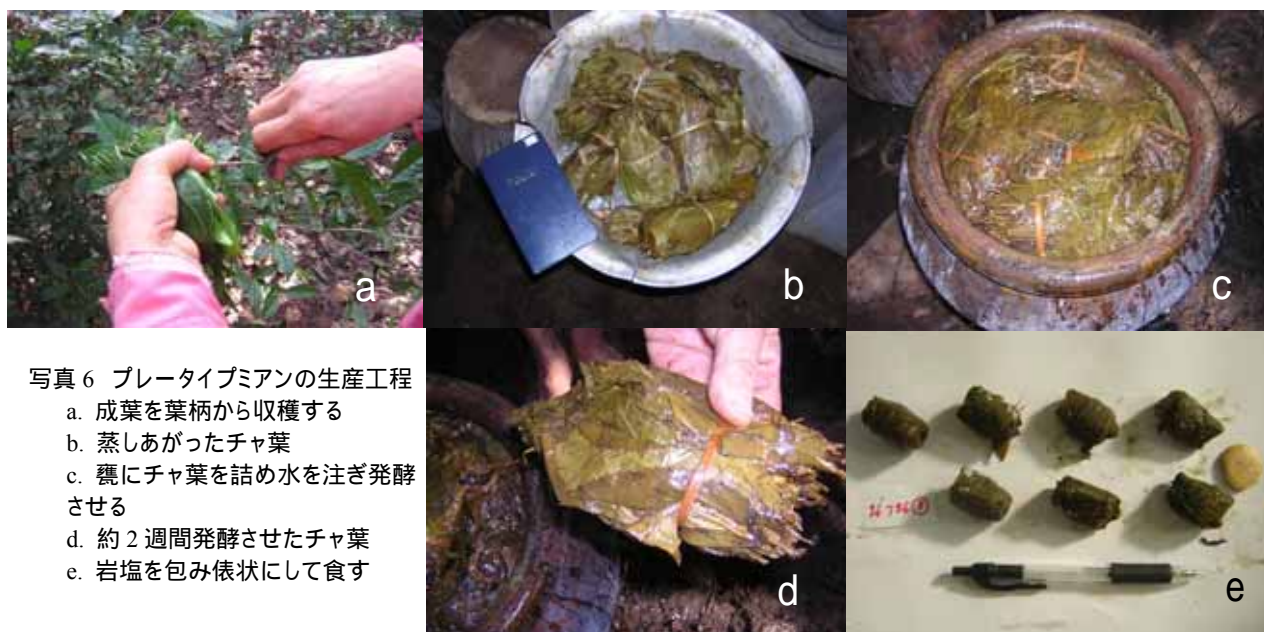 a
b
c
写真 6 プレータイプミアンの生産工程
a. 成葉を葉柄から収穫する
b. 蒸しあがったチャ葉
c. 甕にチャ葉を詰め水を注ぎ発酵
させる
d. 約 2 週間発酵させたチャ葉
e. 岩塩を包み俵状にして食す
d
น่าน①
e